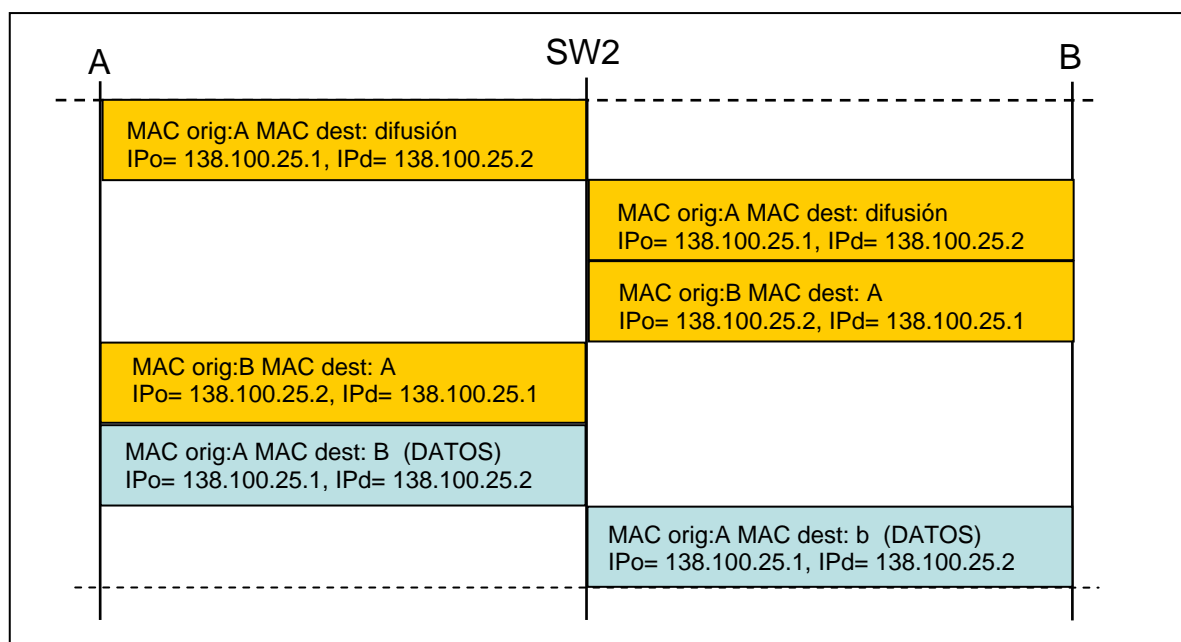 A
SW2
B
MAC orig:A MAC dest: difusión
IPo= 138.100.25.1, IPd= 138.100.25.2
MAC orig:A MAC dest: difusión
IPo= 138.100.25.1, IPd= 138.100.25.2
MAC orig:B MAC dest: A
IPo= 138.100.25.2, IPd= 138.100.25.1
MAC orig:B MAC dest: A
IPo= 138.100.25.2, IPd= 138.100.25.1
MAC orig:A MAC dest: B (DATOS)
IPo= 138.100.25.1, IPd= 138.100.25.2
MAC orig:A MAC dest: b (DATOS)
IPo= 138.100.25.1, IPd= 138.100.25.2